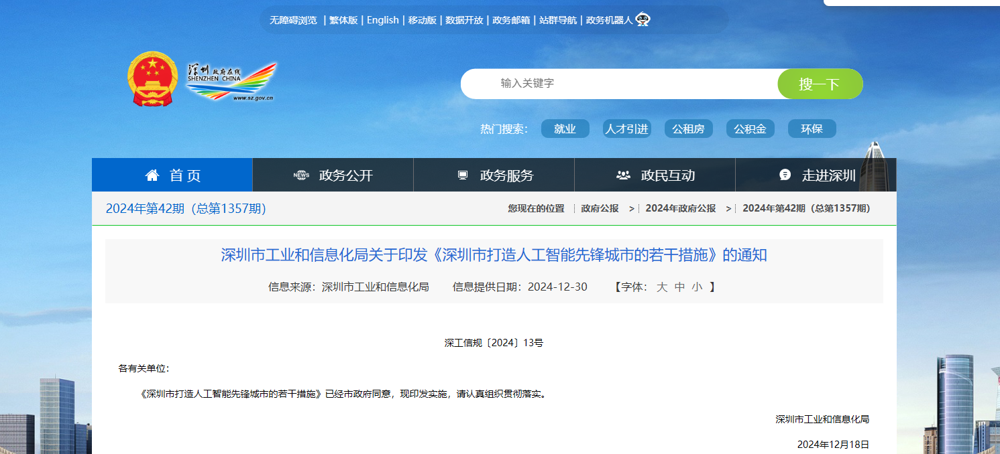 无障碍浏览 | 繁体版 | English | 移动版 | 数据开放 | 政务邮箱 | 站群导航 | 政务机器人
深圳 政府在线
SHENZHEN CHINA
www.sz.gov.cn
输入关键字 搜一下
热门搜索： 就业 人才引进 公租房 公积金 环保
首 页 NEWS 政务公开 政务服务 政民互动 走进深圳
2024年第42期（总第1357期） 您现在的位置 政府公报 > 2024年政府公报 > 2024年第42期（总第1357期）
深圳市工业和信息化局关于印发《深圳市打造人工智能先锋城市的若干措施》的通知
信息来源：深圳市工业和信息化局 信息提供日期：2024-12-30 【字体： 大 中 小 】
深工信规〔2024〕13号
各有关单位：
《深圳市打造人工智能先锋城市的若干措施》已经市政府同意，现印发实施，请认真组织贯彻落实。
深圳市工业和信息化局
2024年12月18日